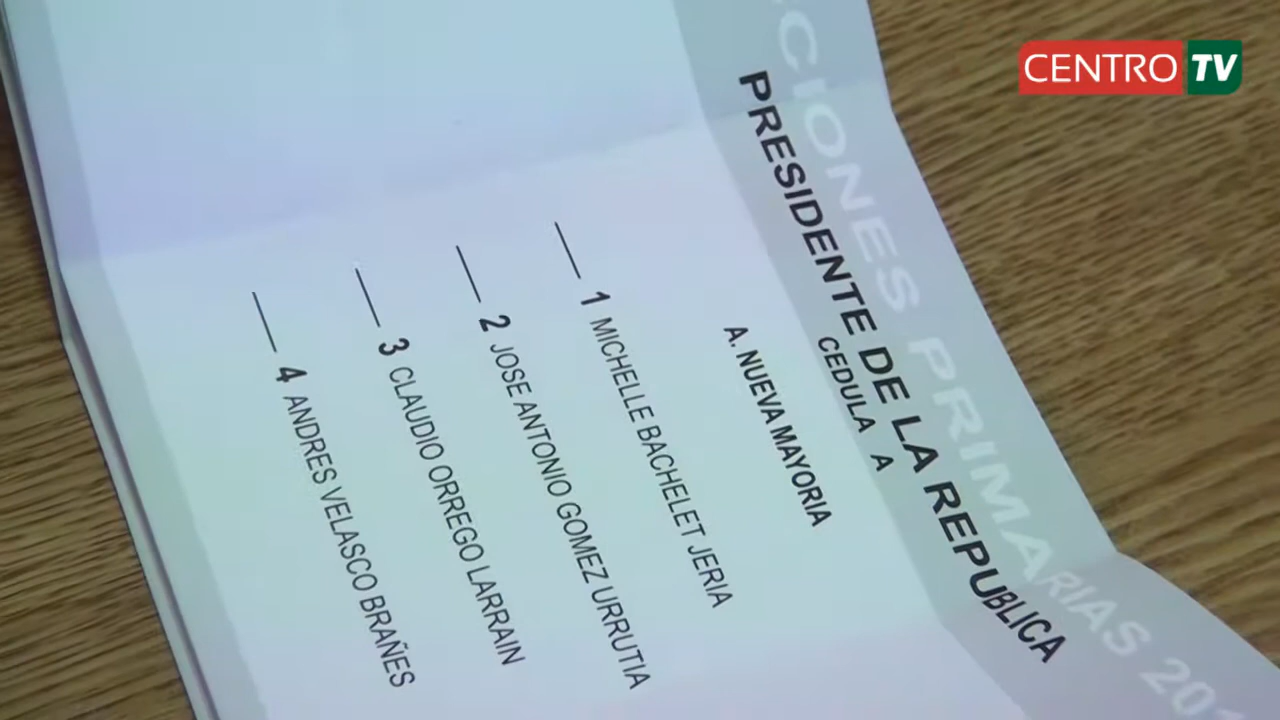 CENTRO TV
CIONES PRIMARIAS 201
PRESIDENTE DE LA REPUBLICA
CEDULA A
A. NUEVA MAYORIA
1 MICHELLE BACHELET JERIA
2 JOSE ANTONIO GOMEZ URRUTIA
3 CLAUDIO ORREGO LARRAIN
4 ANDRES VELASCO BRAÑES